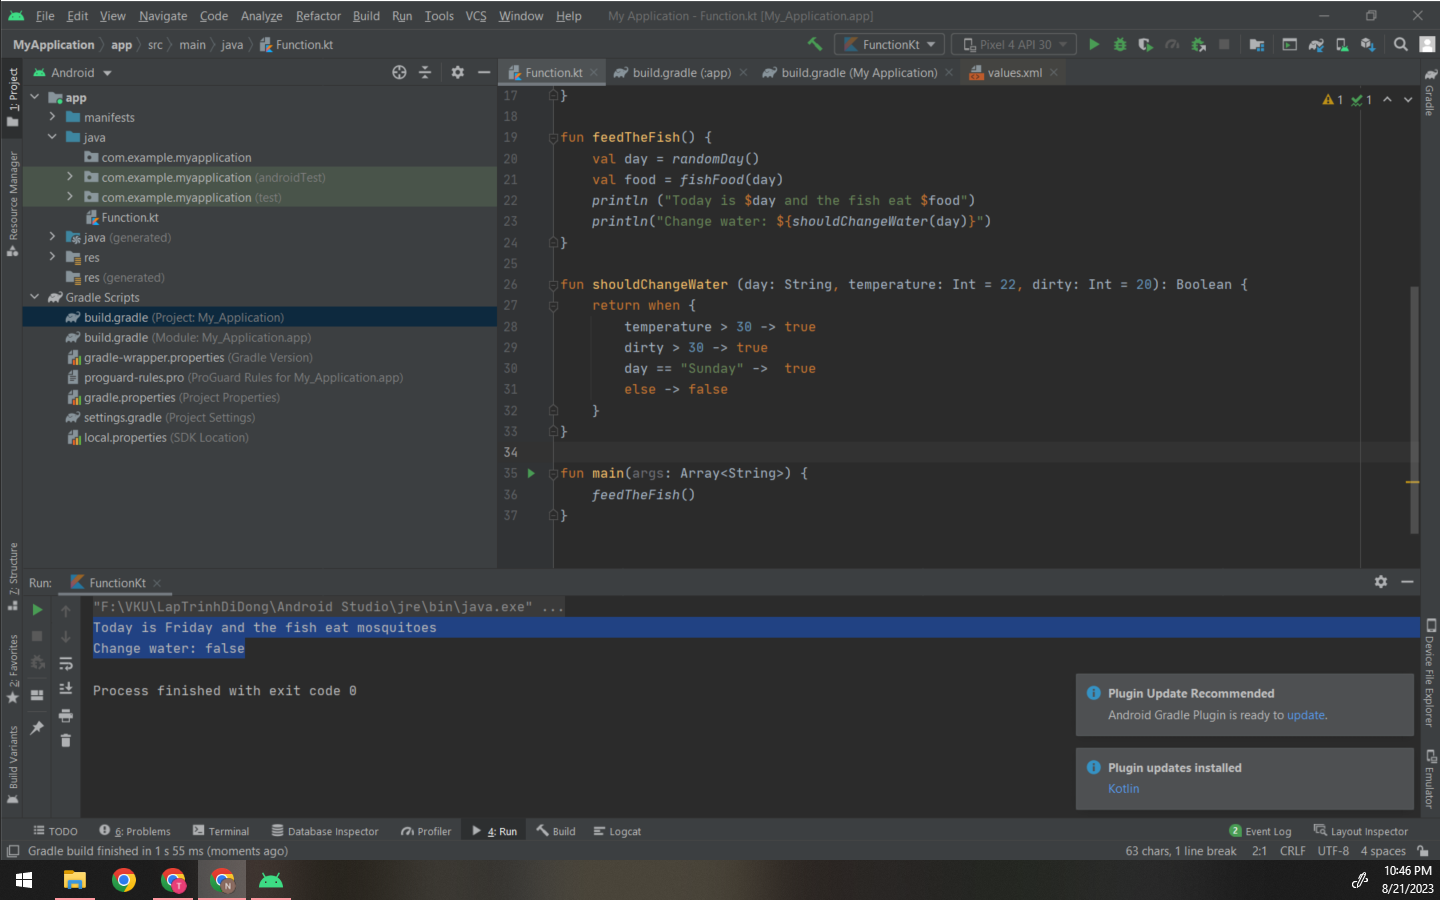 File Edit View Navigate Code Analyze Refactor Build Run Tools VCS Window Help My Application - Function.kt [My_Application.app]
MyApplication app src main java Function.kt FunctionKt Pixel 4 API 30
1: Project
Resource Manager
7: Structure
2: Favorites
Build Variants
Android
app
manifests
java
com.example.myapplication
com.example.myapplication (androidTest)
com.example.myapplication (test)
Function.kt
java (generated)
res
res (generated)
Gradle Scripts
build.gradle (Project: My_Application)
build.gradle (Module: My_Application.app)
gradle-wrapper.properties (Gradle Version)
proguard-rules.pro (ProGuard Rules for My_Application.app)
gradle.properties (Project Properties)
settings.gradle (Project Settings)
local.properties (SDK Location)
Function.kt build.gradle (:app) build.gradle (My Application) values.xml
1 1
17 }
18
19 fun feedTheFish() {
20 val day = randomDay()
21 val food = fishFood(day)
22 println ("Today is $day and the fish eat $food")
23 println("Change water: ${shouldChangeWater(day)}")
24 }
25
26 fun shouldChangeWater (day: String, temperature: Int = 22, dirty: Int = 20): Boolean {
27 return when {
28 temperature > 30 -> true
29 dirty > 30 -> true
30 day == "Sunday" -> true
31 else -> false
32 }
33 }
34
35 fun main(args: Array<String>) {
36 feedTheFish()
37 }
Gradle
Device File Explorer
Emulator
Run: FunctionKt
"F:\VKU\LapTrinhDiDong\Android Studio\jre\bin\java.exe" ...
Today is Friday and the fish eat mosquitoes
Change water: false
Process finished with exit code 0
Plugin Update Recommended
Android Gradle Plugin is ready to update.
Plugin updates installed
Kotlin
TODO 6: Problems Terminal Database Inspector Profiler 4: Run Build Logcat 2 Event Log Layout Inspector
Gradle build finished in 1 s 55 ms (moments ago) 63 chars, 1 line break 2:1 CRLF UTF-8 4 spaces
T N 10:46 PM
8/21/2023